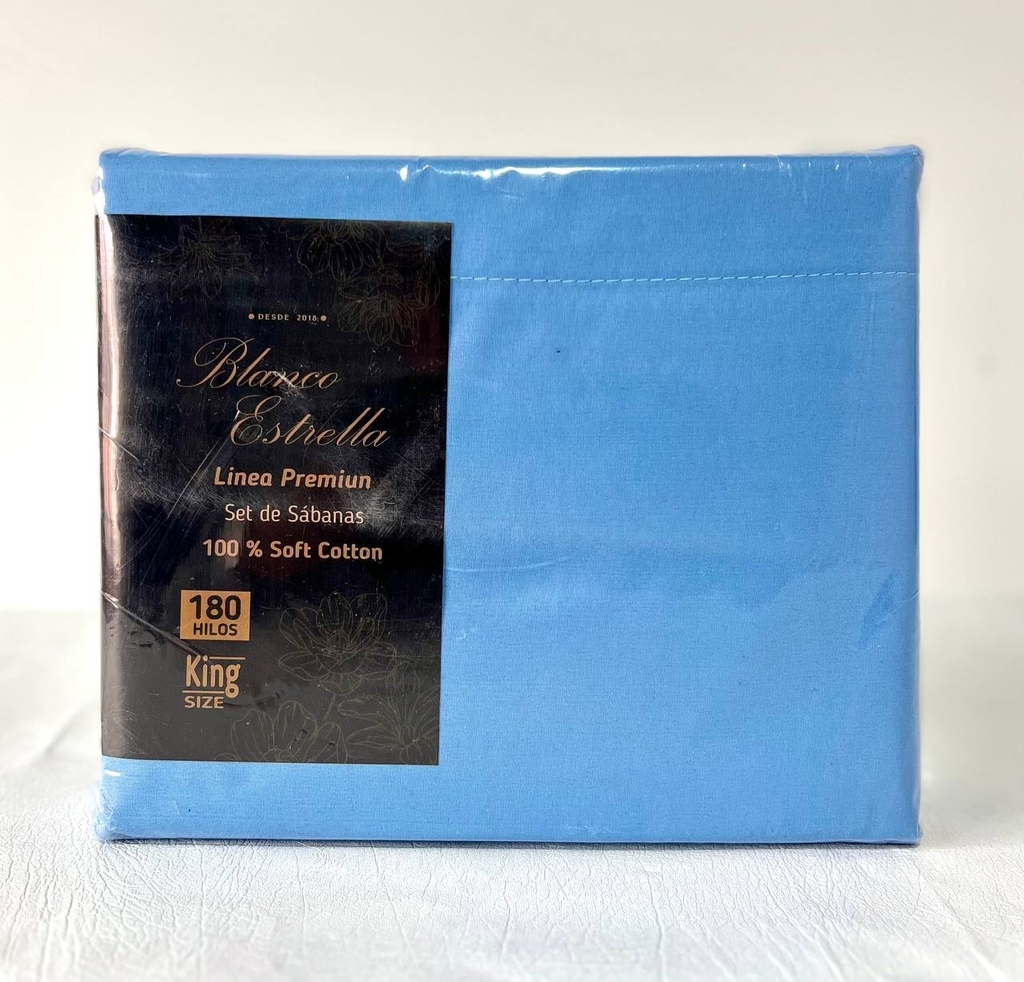 DESDE 2018
Blanco
Estrella
Linea Premiun
Set de Sábanas
100 % Soft Cotton
180
HILOS
King
SIZE